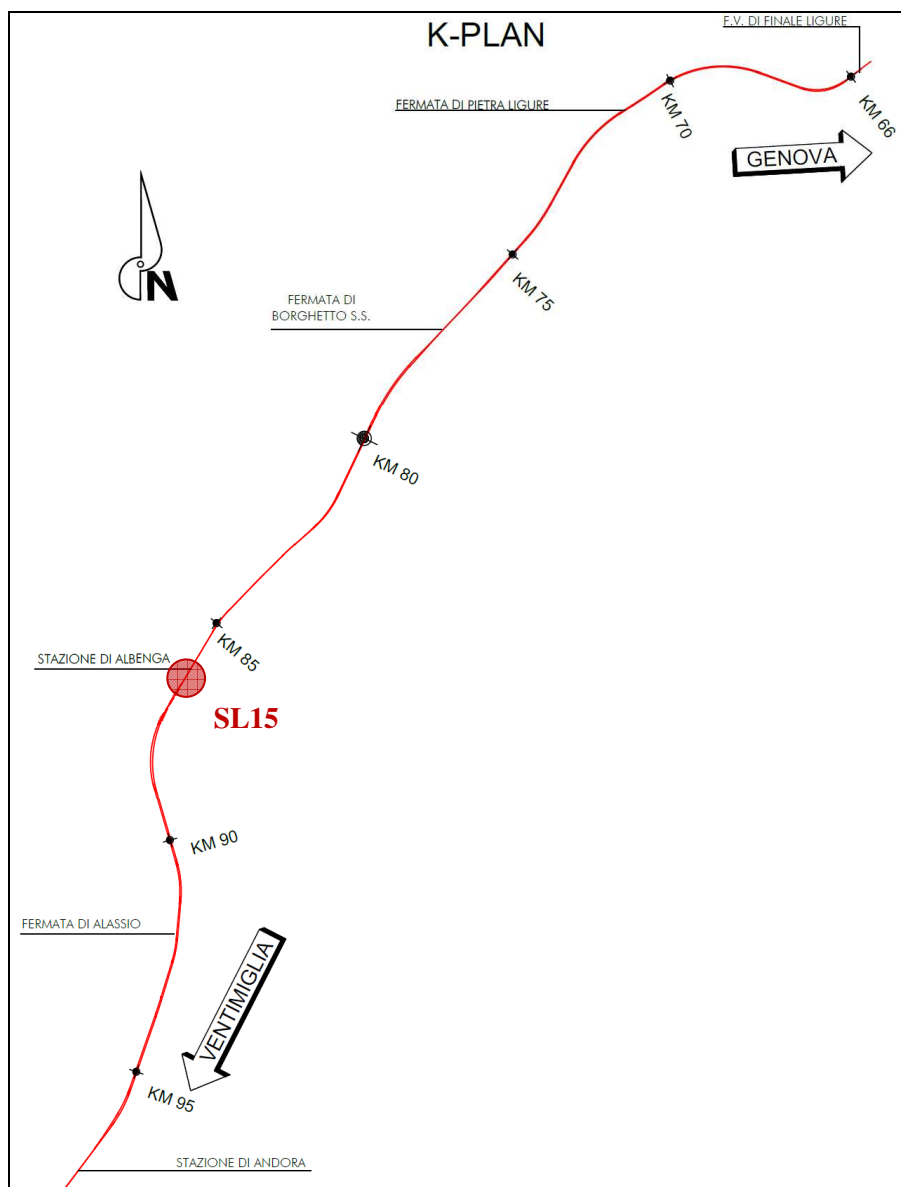 K-PLAN
F.V. DI FINALE LIGURE
FERMATA DI PIETRA LIGURE
KM 70
KM 66
GENOVA
N
KM 75
FERMATA DI
BORGHETTO S.S.
KM 80
KM 85
STAZIONE DI ALBENGA
SL15
KM 90
FERMATA DI ALASSIO
VENTIMIGLIA
KM 95
STAZIONE DI ANDORA